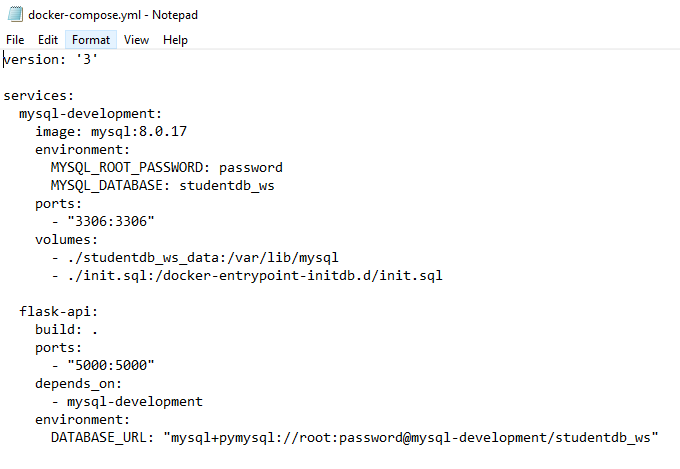 docker-compose.yml - Notepad
File Edit Format View Help
version: '3'

services:
  mysql-development:
    image: mysql:8.0.17
    environment:
      MYSQL_ROOT_PASSWORD: password
      MYSQL_DATABASE: studentdb_ws
    ports:
      - "3306:3306"
    volumes:
      - ./studentdb_ws_data:/var/lib/mysql
      - ./init.sql:/docker-entrypoint-initdb.d/init.sql

  flask-api:
    build: .
    ports:
      - "5000:5000"
    depends_on:
      - mysql-development
    environment:
      DATABASE_URL: "mysql+pymysql://root:password@mysql-development/studentdb_ws"